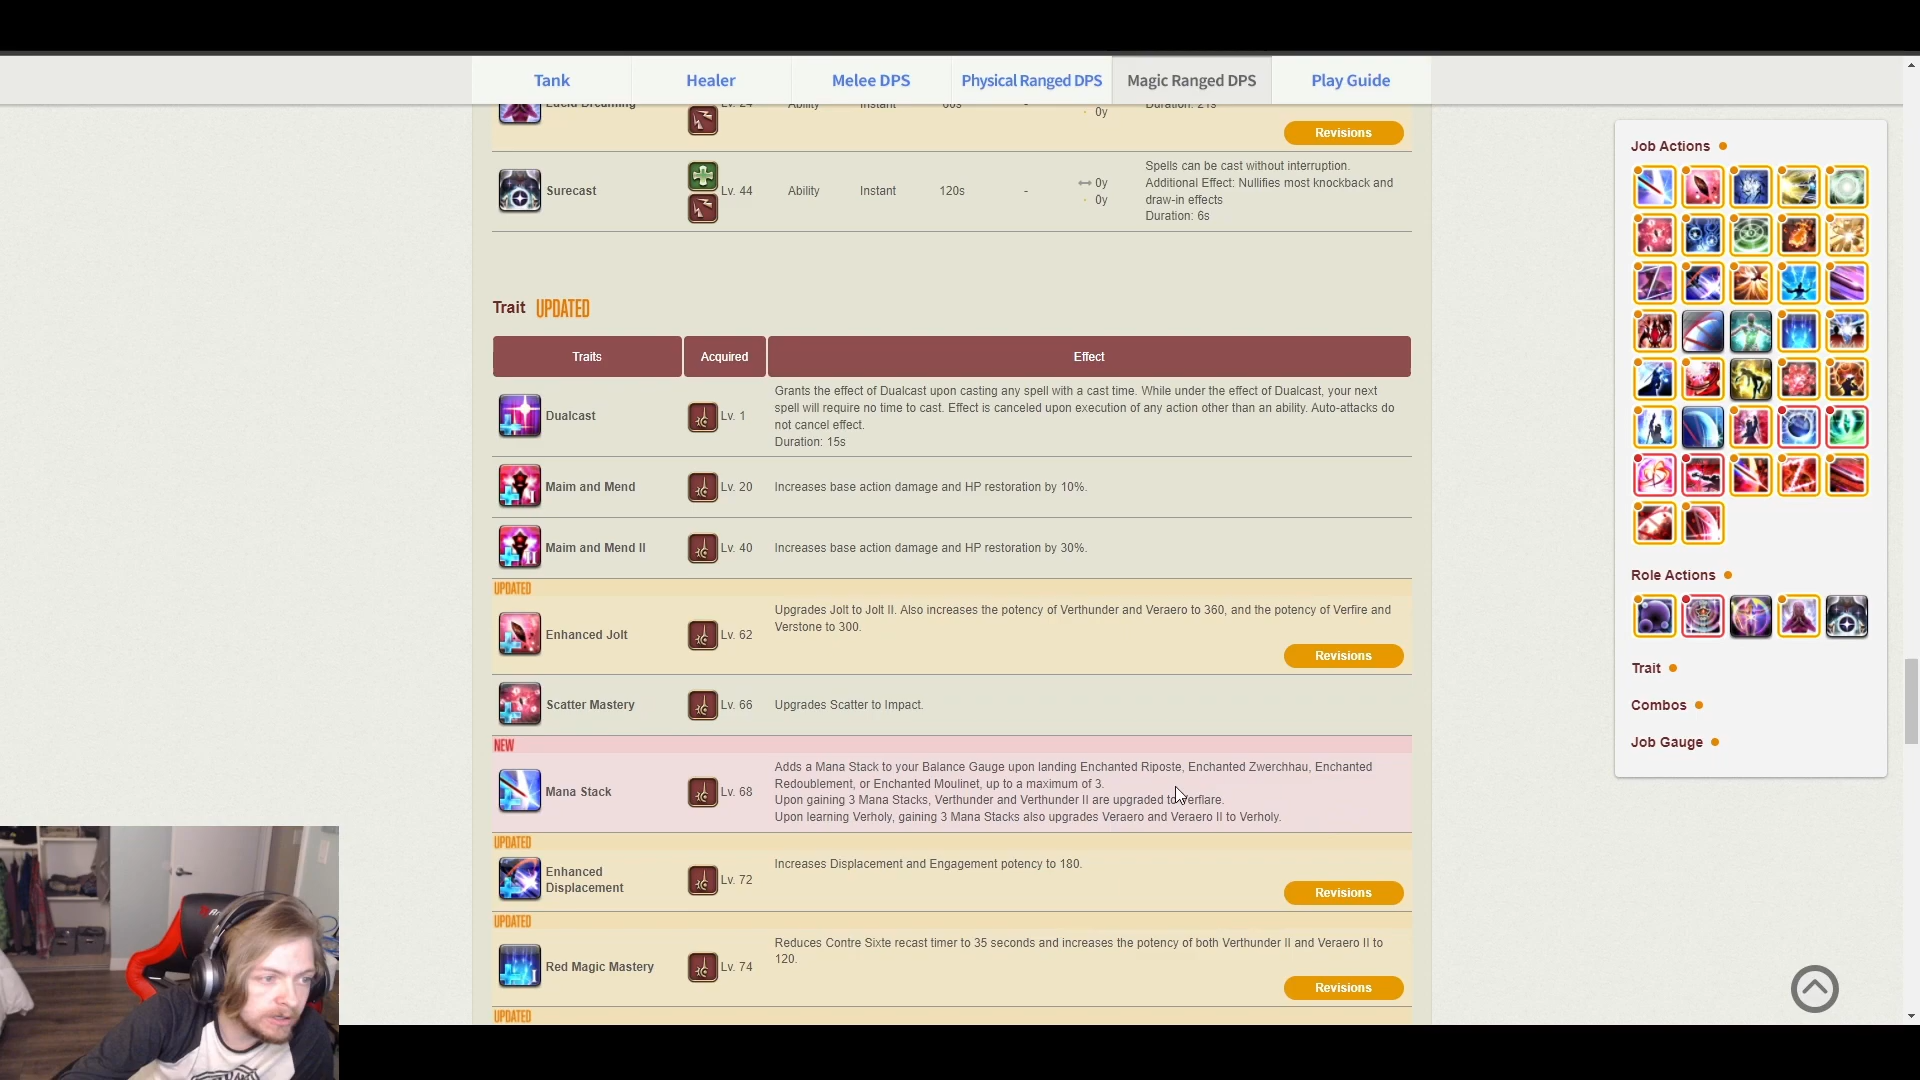 Tank Healer Melee DPS Physical Ranged DPS Magic Ranged DPS Play Guide
Lucid Dreaming Lv. 24 Ability Instant 60s - 0y Duration: 21s
Revisions
Surecast Lv. 44 Ability Instant 120s - 0y 0y
Spells can be cast without interruption.
Additional Effect: Nullifies most knockback and
draw-in effects
Duration: 6s
Trait UPDATED
Traits Acquired Effect
Dualcast Lv. 1
Grants the effect of Dualcast upon casting any spell with a cast time. While under the effect of Dualcast, your next
spell will require no time to cast. Effect is canceled upon execution of any action other than an ability. Auto-attacks do
not cancel effect.
Duration: 15s
Maim and Mend Lv. 20 Increases base action damage and HP restoration by 10%.
Maim and Mend II Lv. 40 Increases base action damage and HP restoration by 30%.
UPDATED
Enhanced Jolt Lv. 62
Upgrades Jolt to Jolt II. Also increases the potency of Verthunder and Veraero to 360, and the potency of Verfire and
Verstone to 300.
Revisions
Scatter Mastery Lv. 66 Upgrades Scatter to Impact.
NEW
Mana Stack Lv. 68
Adds a Mana Stack to your Balance Gauge upon landing Enchanted Riposte, Enchanted Zwerchhau, Enchanted
Redoublement, or Enchanted Moulinet, up to a maximum of 3.
Upon gaining 3 Mana Stacks, Verthunder and Verthunder II are upgraded to Verflare.
Upon learning Verholy, gaining 3 Mana Stacks also upgrades Veraero and Veraero II to Verholy.
UPDATED
Enhanced
Displacement
Lv. 72
Increases Displacement and Engagement potency to 180.
Revisions
UPDATED
Red Magic Mastery Lv. 74
Reduces Contre Sixte recast timer to 35 seconds and increases the potency of both Verthunder II and Veraero II to
120.
Revisions
UPDATED
Job Actions
Role Actions
Trait
Combos
Job Gauge